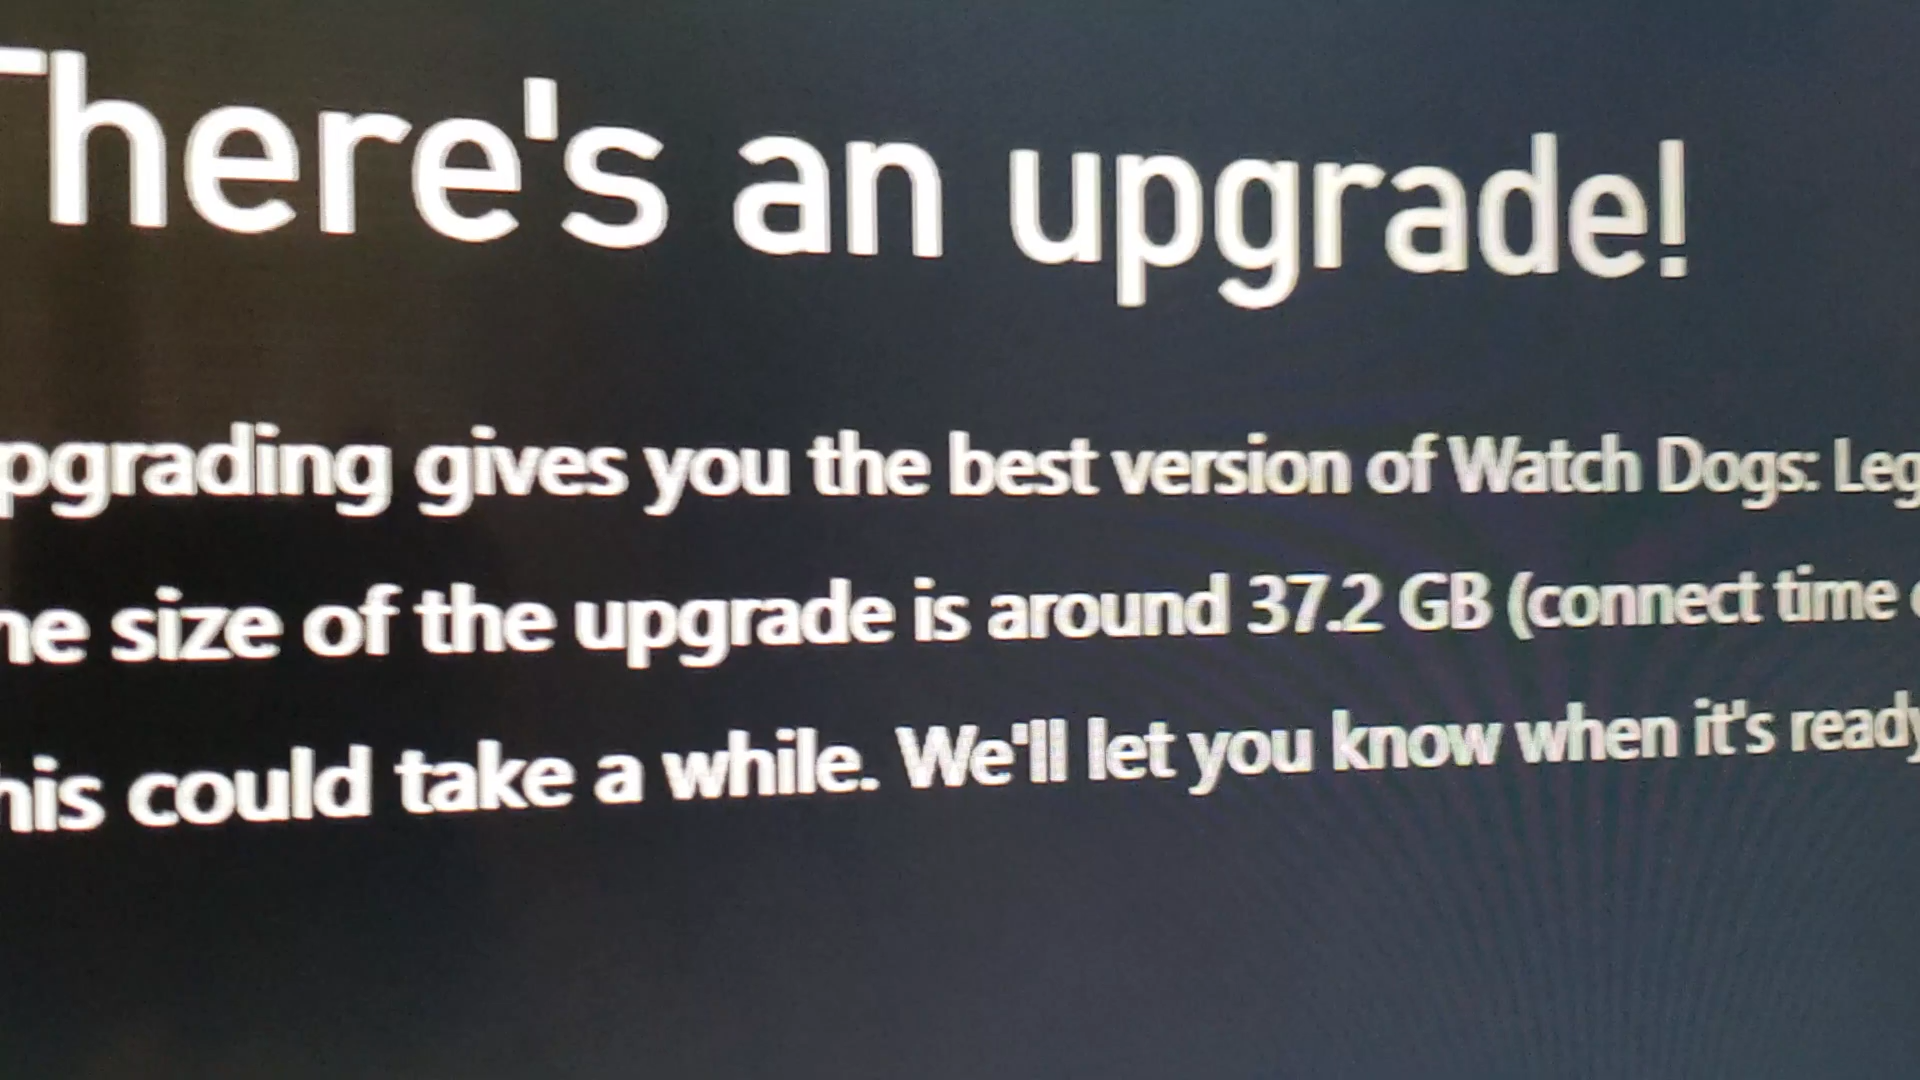 There's an upgrade!
pgrading gives you the best version of Watch Dogs: Leg
he size of the upgrade is around 37.2 GB (connect time
his could take a while. We'll let you know when it's ready